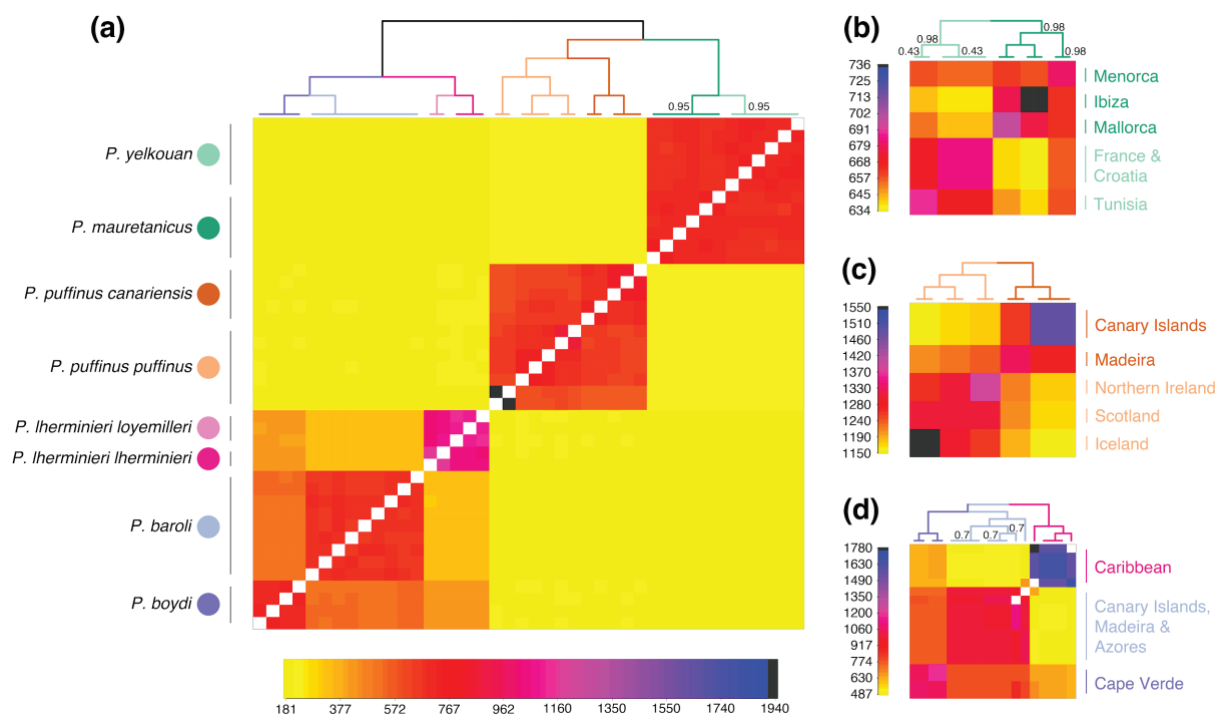 (a)
0.95
0.95
P. yelkouan
P. mauretanicus
P. puffinus canariensis
P. puffinus puffinus
P. lherminieri loyemilleri
P. lherminieri lherminieri
P. baroli
P. boydi
181 377 572 767 962 1160 1350 1550 1740 1940
(b)
0.98
0.98
0.43
0.43
0.98
736
725
713
702
691
679
668
657
645
634
Menorca
Ibiza
Mallorca
France &
Croatia
Tunisia
(c)
1550
1510
1460
1420
1370
1330
1280
1240
1190
1150
Canary Islands
Madeira
Northern Ireland
Scotland
Iceland
(d)
0.7
0.7
0.7
1780
1630
1490
1350
1200
1060
917
774
630
487
Caribbean
Canary Islands,
Madeira &
Azores
Cape Verde